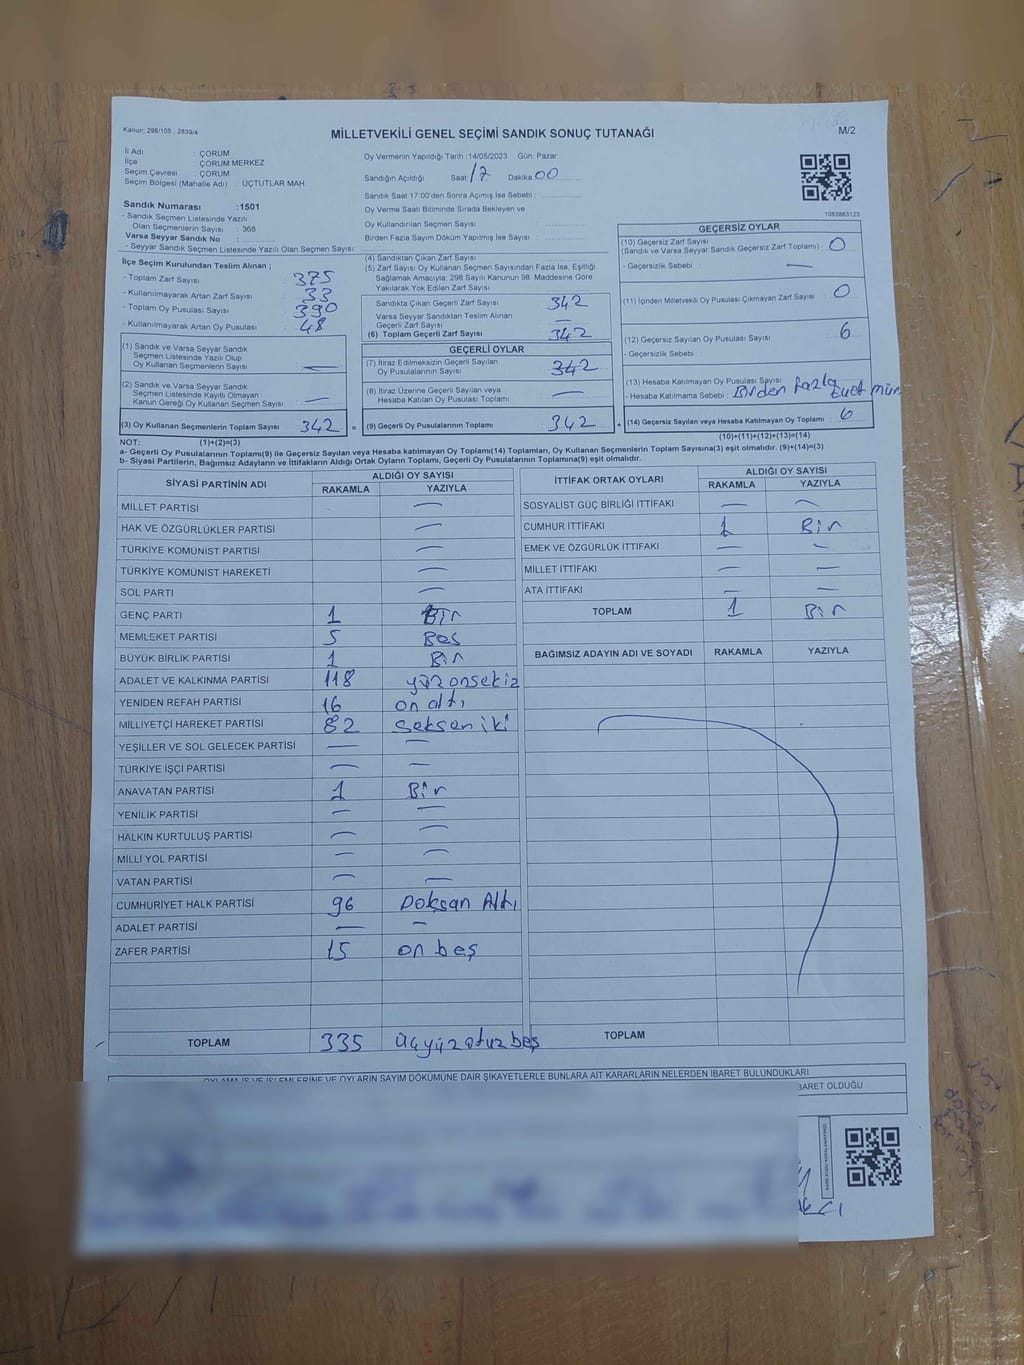 Kanun: 298/105 , 2839/4
MİLLETVEKİLİ GENEL SEÇİMİ SANDIK SONUÇ TUTANAĞI
M/2
İl Adı : ÇORUM
İlçe : ÇORUM MERKEZ
Seçim Çevresi : ÇORUM
Seçim Bölgesi (Mahalle Adı) : ÜÇTUTLAR MAH.
Sandık Numarası :1501
- Sandık Seçmen Listesinde Yazılı
Olan Seçmenlerin Sayısı : 368
Varsa Seyyar Sandık No :
- Seyyar Sandık Seçmen Listesinde Yazılı Olan Seçmen Sayısı:
Oy Vermenin Yapıldığı Tarih :14/05/2023 Gün: Pazar
Sandığın Açıldığı Saat 17 Dakika 00
Sandık Saat 17.00'den Sonra Açılmış İse Sebebi :
Oy Verme Saati Bitiminde Sırada Bekleyen ve
Oy Kullandırılan Seçmen Sayısı :
Birden Fazla Sayım Döküm Yapılmış İse Sayısı :
1083883123
İlçe Seçim Kurulundan Teslim Alınan ;
- Toplam Zarf Sayısı : 375
- Kullanılmayarak Artan Zarf Sayısı : 33
- Toplam Oy Pusulası Sayısı : 390
- Kullanılmayarak Artan Oy Pusulası : 48
(1) Sandık ve Varsa Seyyar Sandık
Seçmen Listesinde Yazılı Olup
Oy Kullanan Seçmenlerin Sayısı : —
(2) Sandık ve Varsa Seyyar Sandık
Seçmen Listesinde Kayıtlı Olmayan
Kanun Gereği Oy Kullanan Seçmen Sayısı : —
(3) Oy Kullanan Seçmenlerin Toplam Sayısı : 342 =
(4) Sandıktan Çıkan Zarf Sayısı :
(5) Zarf Sayısı Oy Kullanan Seçmen Sayısından Fazla İse, Eşitliği
Sağlamak Amacıyla; 298 Sayılı Kanunun 98. Maddesine Göre
Yakılarak Yok Edilen Zarf Sayısı :
Sandıkta Çıkan Geçerli Zarf Sayısı : 342
Varsa Seyyar Sandıktan Teslim Alınan
Geçerli Zarf Sayısı : —
(6) Toplam Geçerli Zarf Sayısı : 342
GEÇERLİ OYLAR
(7) İtiraz Edilmeksizin Geçerli Sayılan
Oy Pusulalarının Sayısı : 342
(8) İtiraz Üzerine Geçerli Sayılan veya
Hesaba Katılan Oy Pusulası Toplamı : —
(9) Geçerli Oy Pusulalarının Toplamı : 342 +
GEÇERSİZ OYLAR
(10) Geçersiz Zarf Sayısı
(Sandık ve Varsa Seyyar Sandık Geçersiz Zarf Toplamı) : 0
- Geçersizlik Sebebi : —
(11) İçinden Milletvekili Oy Pusulası Çıkmayan Zarf Sayısı : 0
(12) Geçersiz Sayılan Oy Pusulası Sayısı : 6
- Geçersizlik Sebebi :
(13) Hesaba Katılmayan Oy Pusulası Sayısı :
- Hesaba Katılmama Sebebi : Birden fazla
(14) Geçersiz Sayılan veya Hesaba Katılmayan Oy Toplamı : 6
NOT: (1)+(2)=(3) (10)+(11)+(12)+(13)=(14)
a- Geçerli Oy Pusulalarının Toplamı(9) ile Geçersiz Sayılan veya Hesaba katılmayan Oy Toplamı(14) Toplamları, Oy Kullanan Seçmenlerin Toplam Sayısına(3) eşit olmalıdır. (9)+(14)=(3)
b- Siyasi Partilerin, Bağımsız Adayların ve İttifakların Aldığı Ortak Oyların Toplamı, Geçerli Oy Pusulalarının Toplamına(9) eşit olmalıdır.
SİYASİ PARTİNİN ADI ALDIĞI OY SAYISI
RAKAMLA YAZIYLA
MİLLET PARTİSİ —
HAK VE ÖZGÜRLÜKLER PARTİSİ —
TÜRKİYE KOMÜNİST PARTİSİ —
TÜRKİYE KOMÜNİST HAREKETİ —
SOL PARTİ —
GENÇ PARTİ 1 Bir
MEMLEKET PARTİSİ 5 Beş
BÜYÜK BİRLİK PARTİSİ 1 Bir
ADALET VE KALKINMA PARTİSİ 118 yüzonsekiz
YENİDEN REFAH PARTİSİ 16 on altı
MİLLİYETÇİ HAREKET PARTİSİ 82 Seksen iki
YEŞİLLER VE SOL GELECEK PARTİSİ — —
TÜRKİYE İŞÇİ PARTİSİ — —
ANAVATAN PARTİSİ 1 Bir
YENİLİK PARTİSİ — —
HALKIN KURTULUŞ PARTİSİ — —
MİLLİ YOL PARTİSİ — —
VATAN PARTİSİ — —
CUMHURİYET HALK PARTİSİ 96 Doksan Altı
ADALET PARTİSİ — —
ZAFER PARTİSİ 15 on beş
TOPLAM 335 üçyüzotuzbeş
İTTİFAK ORTAK OYLARI ALDIĞI OY SAYISI
RAKAMLA YAZIYLA
SOSYALİST GÜÇ BİRLİĞİ İTTİFAKI — —
CUMHUR İTTİFAKI 1 Bir
EMEK VE ÖZGÜRLÜK İTTİFAKI — —
MİLLET İTTİFAKI — —
ATA İTTİFAKI — —
TOPLAM 1 Bir
BAĞIMSIZ ADAYIN ADI VE SOYADI RAKAMLA YAZIYLA
TOPLAM
OYLAMA İŞ VE İŞLEMLERİNE VE OYLARIN SAYIM DÖKÜMÜNE DAİR ŞİKAYETLERLE BUNLARA AİT KARARLARIN NELERDEN İBARET BULUNDUKLARI
İBARET OLDUĞU